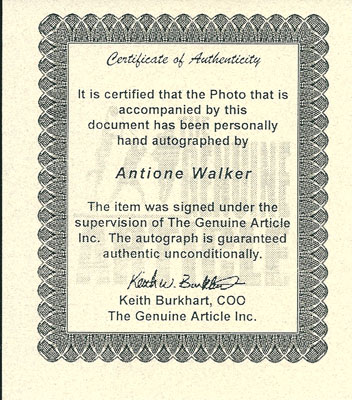 Certificate of Authenticity
It is certified that the Photo that is
accompanied by this
document has been personally
hand autographed by
Antione Walker
The item was signed under the
supervision of The Genuine Article
Inc. The autograph is guaranteed
authentic unconditionally.
Keith W. Burkhart
Keith Burkhart, COO
The Genuine Article Inc.